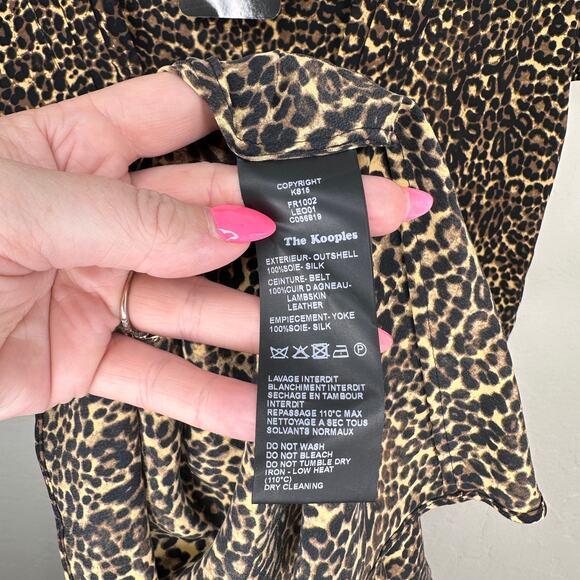 COPYRIGHT
KS15
FR1002
LEO01
C056919
The Kooples
EXTERIEUR- OUTSHELL
100%SOIE- SILK
CEINTURE- BELT
100%CUIR D AGNEAU-
LAMBSKIN
LEATHER
EMPIECEMENT- YOKE
100%SOIE- SILK
P
LAVAGE INTERDIT
BLANCHIMENT INTERDIT
SECHAGE EN TAMBOUR
INTERDIT
REPASSAGE 110°C MAX
NETTOYAGE A SEC TOUS
SOLVANTS NORMAUX
DO NOT WASH
DO NOT BLEACH
DO NOT TUMBLE DRY
IRON - LOW HEAT
(110°C)
DRY CLEANING